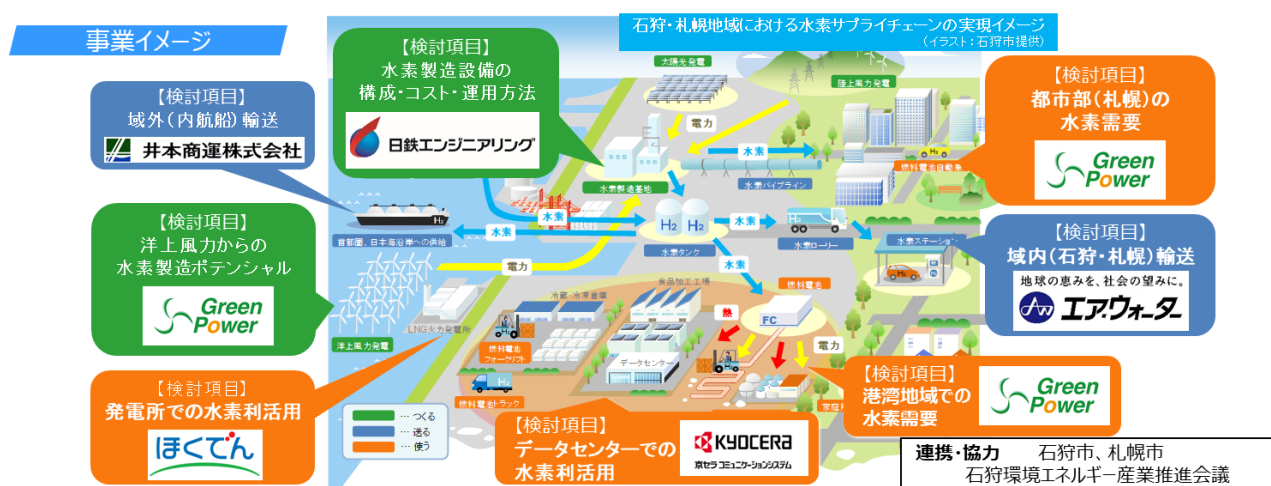 事業イメージ
石狩・札幌地域における水素サプライチェーンの実現イメージ
(イラスト:石狩市提供)
【検討項目】
水素製造設備の
構成・コスト・運用方法
日鉄エンジニアリング
【検討項目】
域外(内航船)輸送
井本商運株式会社
【検討項目】
洋上風力からの
水素製造ポテンシャル
Green
Power
【検討項目】
発電所での水素利活用
ほくでん
【検討項目】
都市部(札幌)の
水素需要
Green
Power
【検討項目】
域内(石狩・札幌)輸送
地球の恵みを、社会の望みに。
エア・ウォーター
【検討項目】
港湾地域での
水素需要
Green
Power
【検討項目】
データセンターでの
水素利活用
KYOCERA
京セラコミュニケーションシステム
太陽光発電
陸上風力発電
電力
水素
水素製造基地
水素パイプライン
H2
燃料電池自動車
水素
H2
H2 H2
水素
H2
水素
首都圏、日本海沿岸への供給
水素タンク
水素ローリー
水素ステーション
H2
電力
水素
食品加工工場
燃料電池
冷蔵・冷凍倉庫
FC
熱
LNG火力発電所
洋上風力発電
燃料電池
フォークリフト
データセンター
電力
H2
燃料電池トラック
…つくる
…送る
…使う
連携・協力 石狩市、札幌市
石狩環境エネルギー産業推進会議